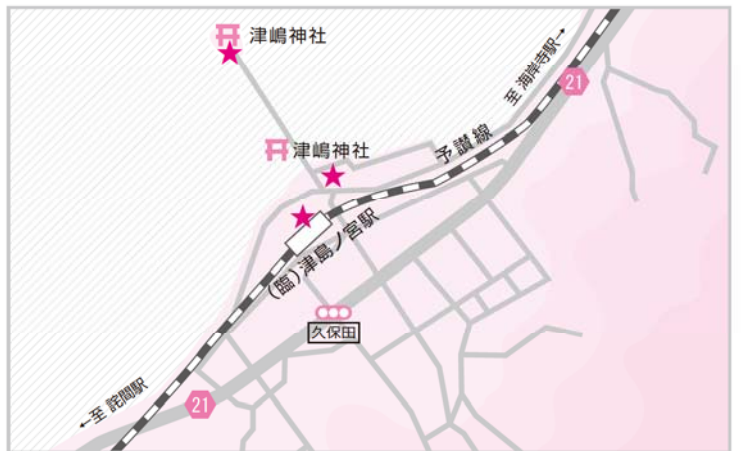 津嶋神社
至 海岸寺駅→
21
津嶋神社
予讃線
(臨)津島ノ宮駅
久保田
21
←至 詫間駅